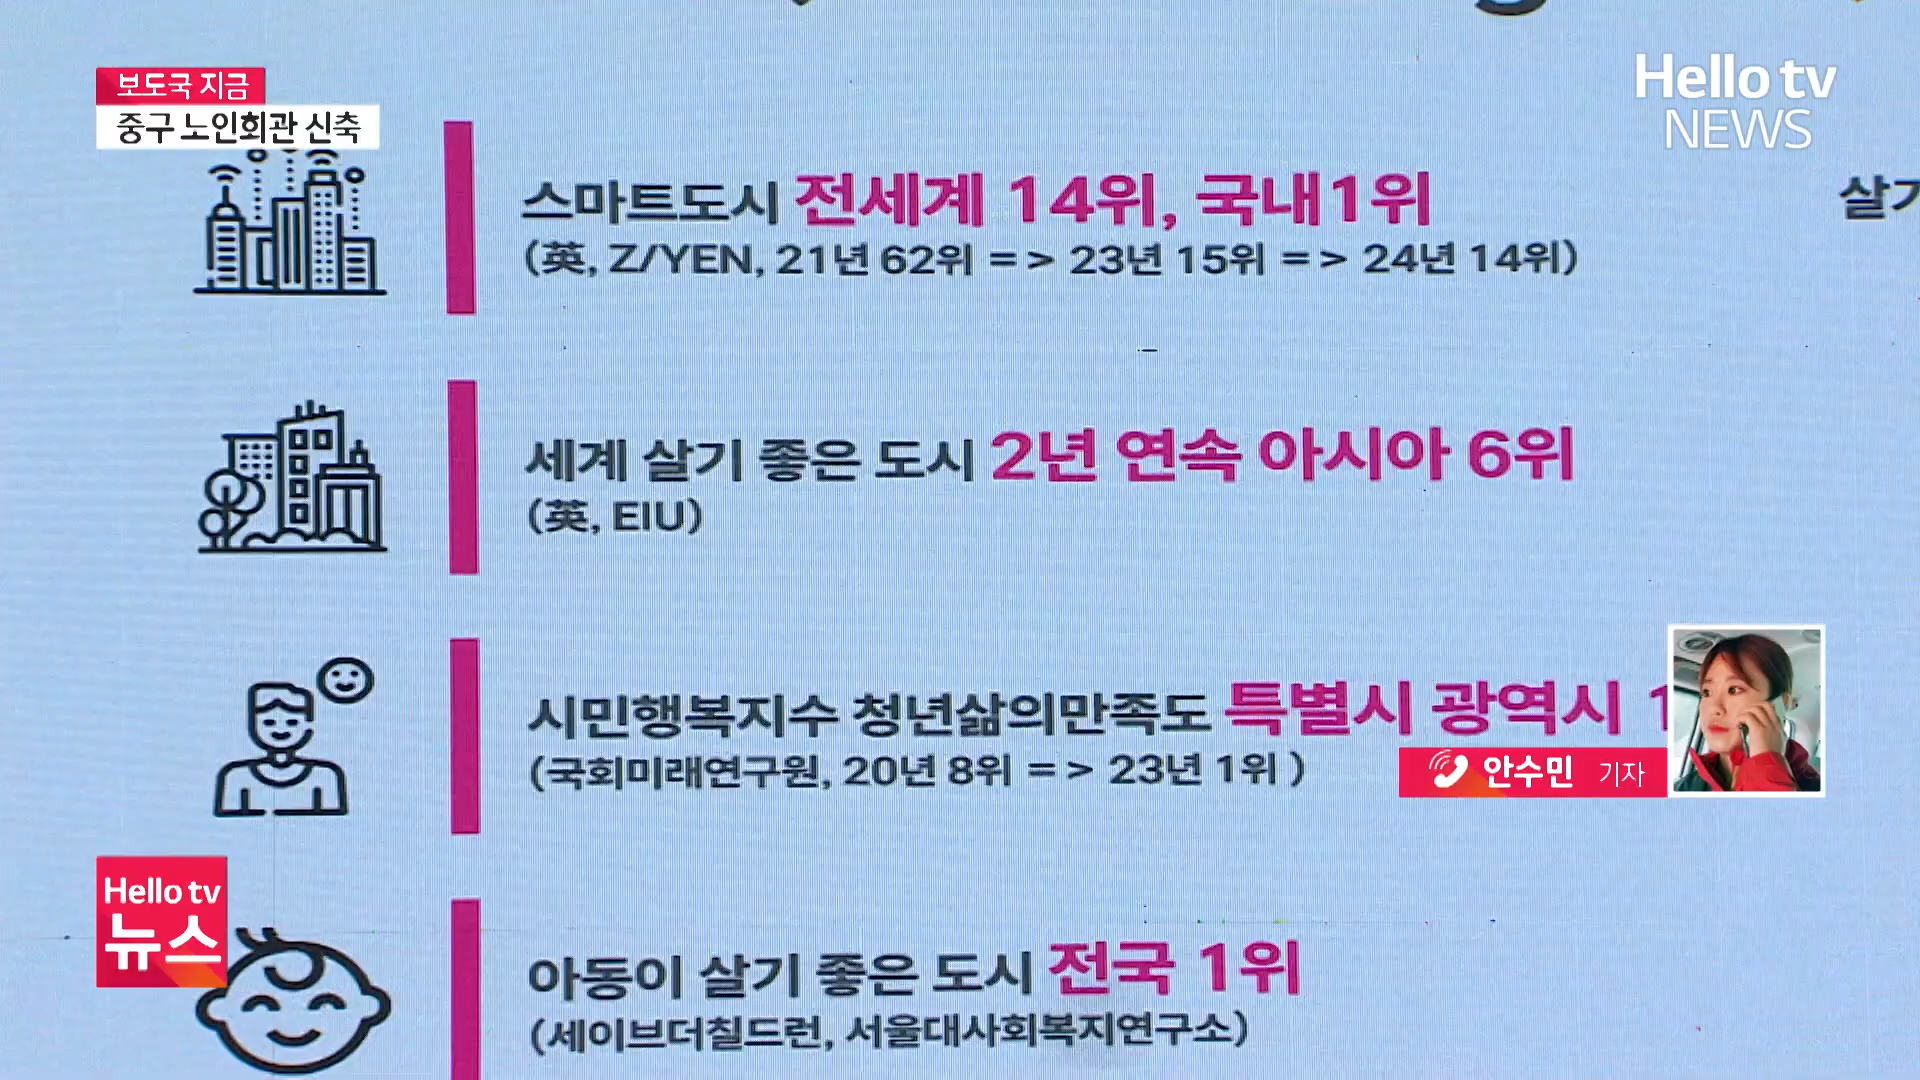 보도국 지금
중구 노인회관 신축
Hello tv
NEWS
스마트도시 전세계 14위, 국내1위
(英, Z/YEN, 21년 62위 => 23년 15위 => 24년 14위)
세계 살기 좋은 도시 2년 연속 아시아 6위
(英, EIU)
시민행복지수 청년삶의만족도 특별시 광역시 1
(국회미래연구원, 20년 8위 => 23년 1위 )
안수민 기자
Hello tv
뉴스
아동이 살기 좋은 도시 전국 1위
(세이브더칠드런, 서울대사회복지연구소)